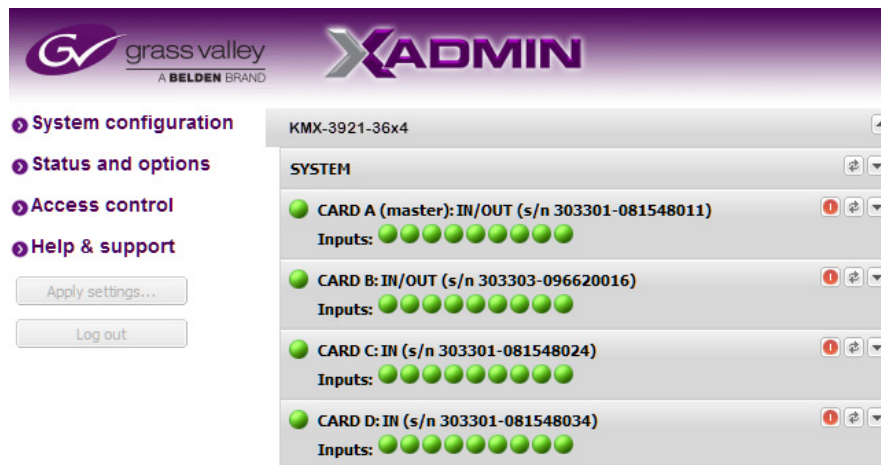 GV grass valley
A BELDEN BRAND
XADMIN
System configuration
Status and options
Access control
Help & support
Apply settings...
Log out
KMX-3921-36x4
SYSTEM
CARD A (master): IN/OUT (s/n 303301-081548011)
Inputs:
CARD B: IN/OUT (s/n 303303-096620016)
Inputs:
CARD C: IN (s/n 303301-081548024)
Inputs:
CARD D: IN (s/n 303301-081548034)
Inputs: